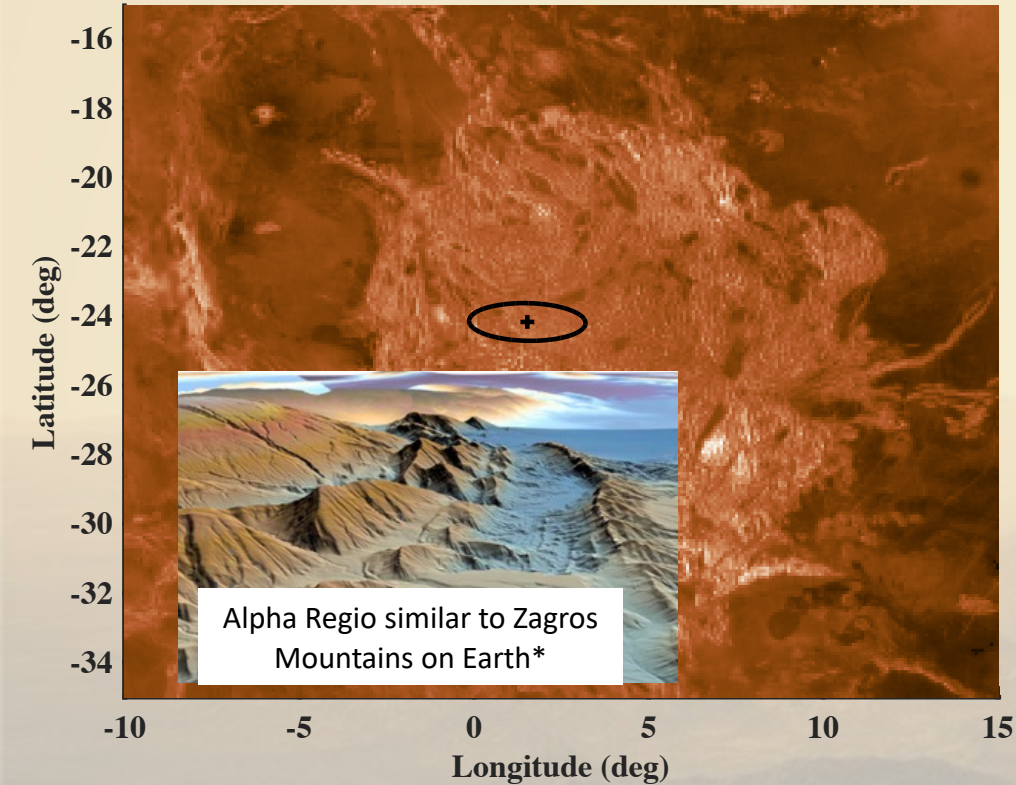 -16
-18
-20
-22
-24
-26
-28
-30
-32
-34
Latitude (deg)
Alpha Regio similar to Zagros
Mountains on Earth*
-10 -5 0 5 10 15
Longitude (deg)